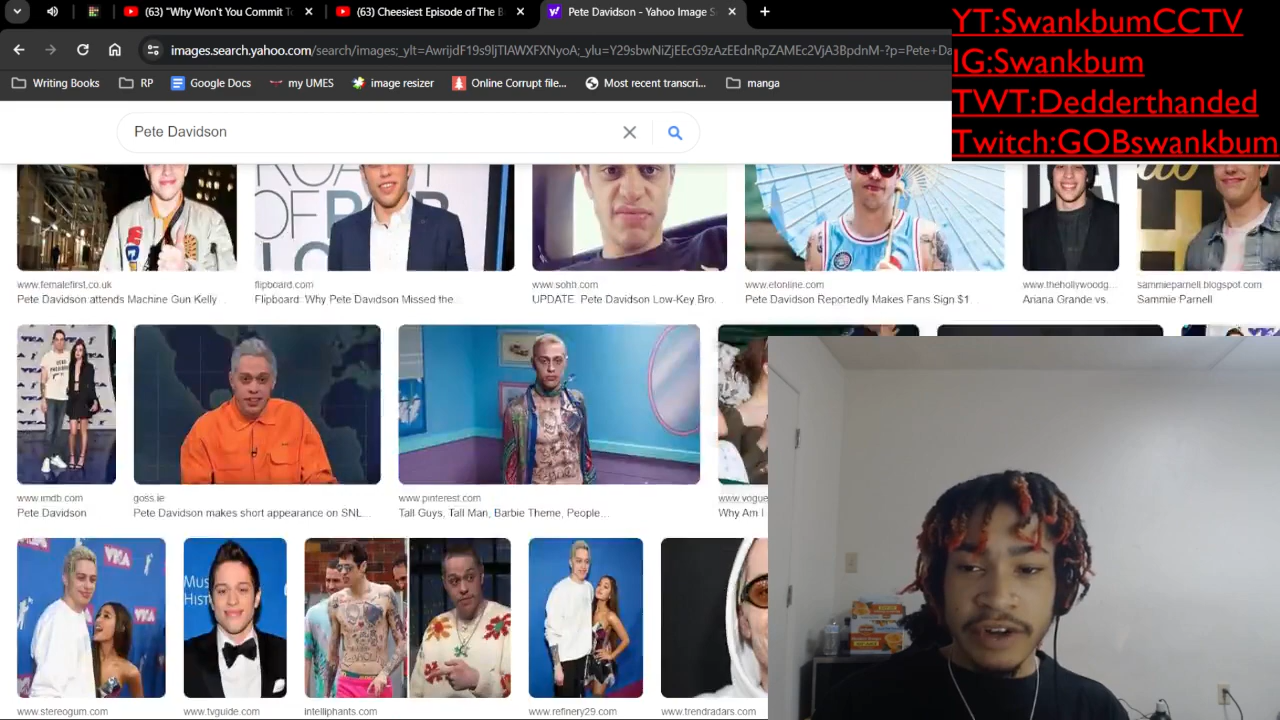 (63) "Why Won't You Commit To
(63) Cheesiest Episode of The B
Pete Davidson - Yahoo Image S
images.search.yahoo.com/search/images;_ylt=AwrijdF19s9ljTIAWXFXNyoA;_ylu=Y29sbwNiZjEEcG9zAzEEdnRpZAMEc2VjA3BpdnM-?p=Pete+Da
Writing Books
RP
Google Docs
my UMES
image resizer
Online Corrupt file...
Most recent transcri...
manga
YT:SwankbumCCTV
IG:Swankbum
TWT:Dedderthanded
Twitch:GOBswankbum
Pete Davidson
www.femalefirst.co.uk
Pete Davidson attends Machine Gun Kelly
flipboard.com
Flipboard: Why Pete Davidson Missed the...
www.sohh.com
UPDATE Pete Davidson Low-Key Bro...
www.etonline.com
Pete Davidson Reportedly Makes Fans Sign $1...
www.thehollywoodg...
Ariana Grande vs.
sammieparnell.blogspot.com
Sammie Parnell
www.imdb.com
Pete Davidson
goss.ie
Pete Davidson makes short appearance on SNL...
www.pinterest.com
Tall Guys, Tall Man, Barbie Theme, People...
www.vogue
Why Am I
www.stereogum.com
www.tvguide.com
intelliphants.com
www.refinery29.com
www.trendradars.com